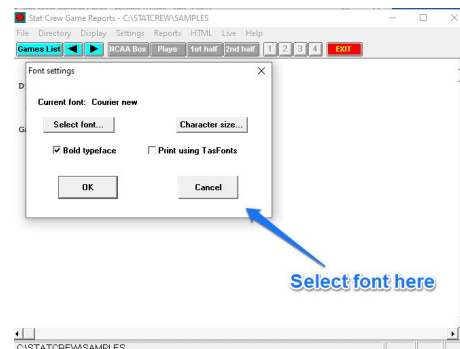 Stat Crew Game Reports - C:\STATCREW\SAMPLES
File Directory Display Settings Reports HTML Live Help
Games List NCAA Box Plays 1st half 2nd half 1 2 3 4 EXIT
Font settings
Current font: Courier new
Select font... Character size...
Bold typeface Print using TasFonts
OK Cancel
Select font here
C:\STATCREW\SAMPLES